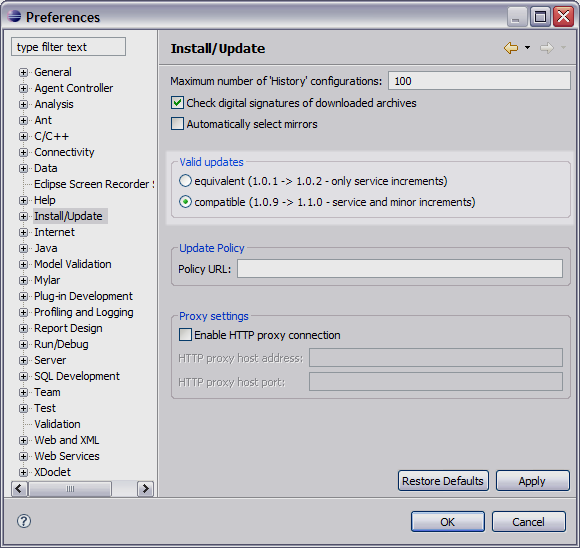 Preferences
type filter text
General
Agent Controller
Analysis
Ant
C/C++
Connectivity
Data
Eclipse Screen Recorder
Help
Install/Update
Internet
Java
Model Validation
Mylar
Plug-in Development
Profiling and Logging
Report Design
Run/Debug
Server
SQL Development
Team
Test
Validation
Web and XML
Web Services
XDoclet
Install/Update
Maximum number of 'History' configurations: 100
Check digital signatures of downloaded archives
Automatically select mirrors
Valid updates
equivalent (1.0.1 -> 1.0.2 - only service increments)
compatible (1.0.9 -> 1.1.0 - service and minor increments)
Update Policy
Policy URL:
Proxy settings
Enable HTTP proxy connection
HTTP proxy host address:
HTTP proxy host port:
Restore Defaults Apply
? OK Cancel